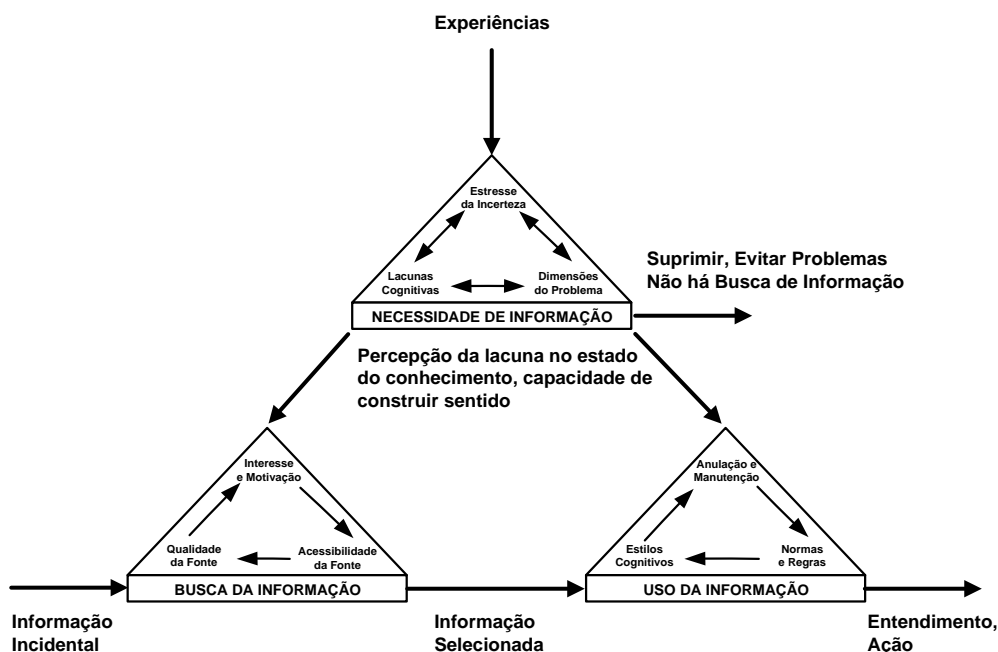 Experiências
Estresse
da Incerteza
Lacunas
Cognitivas
Dimensões
do Problema
NECESSIDADE DE INFORMAÇÃO
Suprimir, Evitar Problemas
Não há Busca de Informação
Percepção da lacuna no estado
do conhecimento, capacidade de
construir sentido
Interesse
e Motivação
Qualidade
da Fonte
Acessibilidade
da Fonte
BUSCA DA INFORMAÇÃO
Anulação e
Manutenção
Estilos
Cognitivos
Normas
e Regras
USO DA INFORMAÇÃO
Informação
Incidental
Informação
Selecionada
Entendimento,
Ação